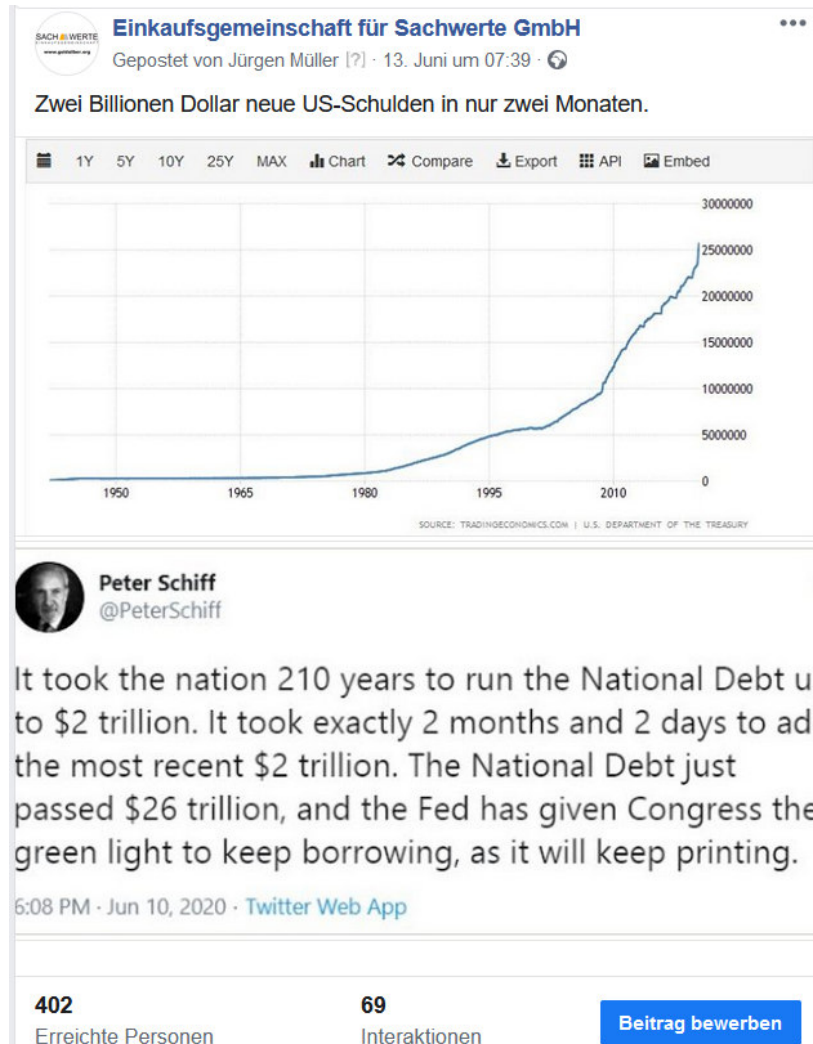 SACH WERTE
EINKAUFSGEMEINSCHAFT
www.goldsilber.org
Einkaufsgemeinschaft für Sachwerte GmbH
Gepostet von Jürgen Müller [?] · 13. Juni um 07:39 ·
Zwei Billionen Dollar neue US-Schulden in nur zwei Monaten.
1Y 5Y 10Y 25Y MAX Chart Compare Export API Embed
30000000
25000000
20000000
15000000
10000000
5000000
0
1950 1965 1980 1995 2010
SOURCE: TRADINGECONOMICS.COM | U.S. DEPARTMENT OF THE TREASURY
Peter Schiff
@PeterSchiff
It took the nation 210 years to run the National Debt u
to $2 trillion. It took exactly 2 months and 2 days to ad
the most recent $2 trillion. The National Debt just
passed $26 trillion, and the Fed has given Congress the
green light to keep borrowing, as it will keep printing.
6:08 PM · Jun 10, 2020 · Twitter Web App
402 69
Erreichte Personen Interaktionen Beitrag bewerben